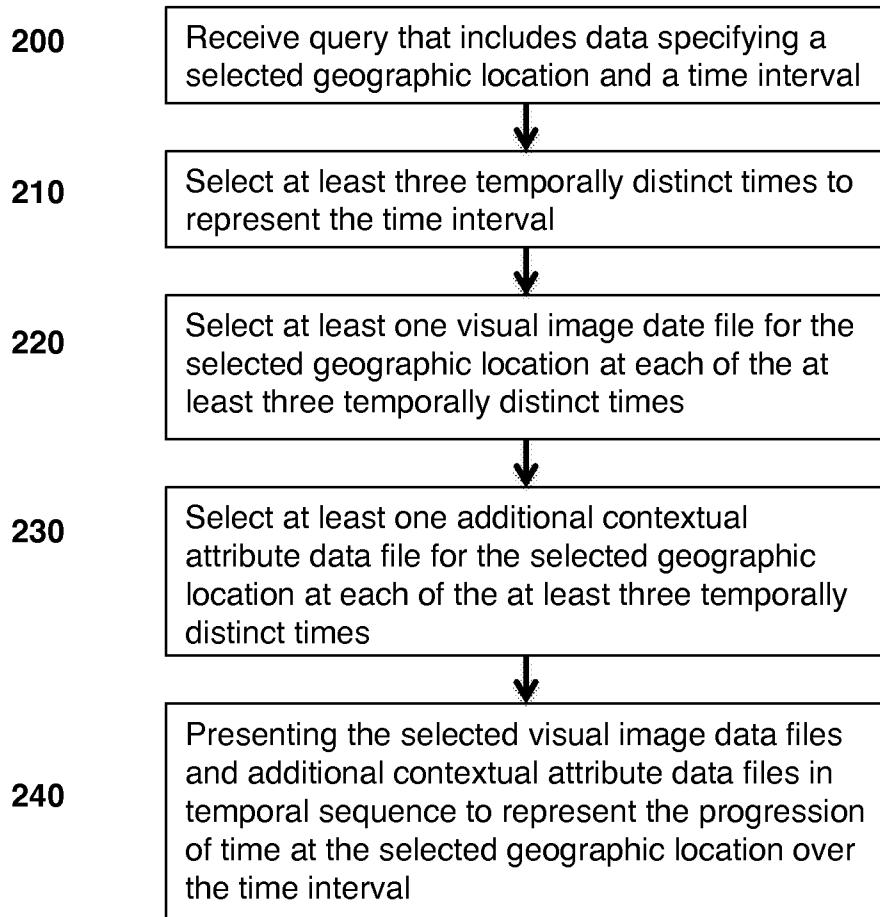 200
Receive query that includes data specifying a
selected geographic location and a time interval
210
Select at least three temporally distinct times to
represent the time interval
220
Select at least one visual image date file for the
selected geographic location at each of the at
least three temporally distinct times
230
Select at least one additional contextual
attribute data file for the selected geographic
location at each of the at least three temporally
distinct times
240
Presenting the selected visual image data files
and additional contextual attribute data files in
temporal sequence to represent the progression
of time at the selected geographic location over
the time interval